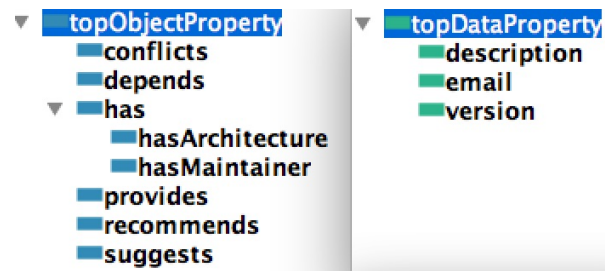 topObjectProperty
conflicts
depends
has
hasArchitecture
hasMaintainer
provides
recommends
suggests
topDataProperty
description
email
version